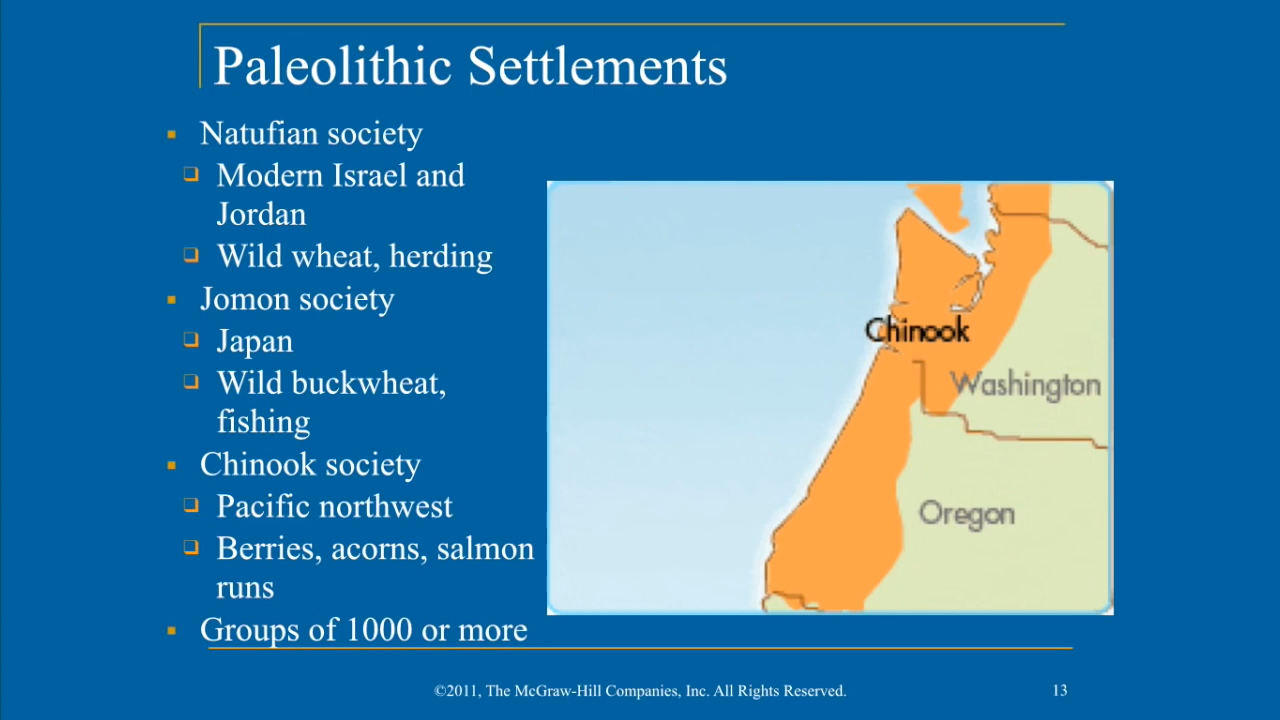 Paleolithic Settlements
Natufian society
Modern Israel and
Jordan
Wild wheat, herding
Jomon society
Japan
Wild buckwheat,
fishing
Chinook society
Pacific northwest
Berries, acorns, salmon
runs
Groups of 1000 or more
Chinook
Washington
Oregon
©2011, The McGraw-Hill Companies, Inc. All Rights Reserved.
13